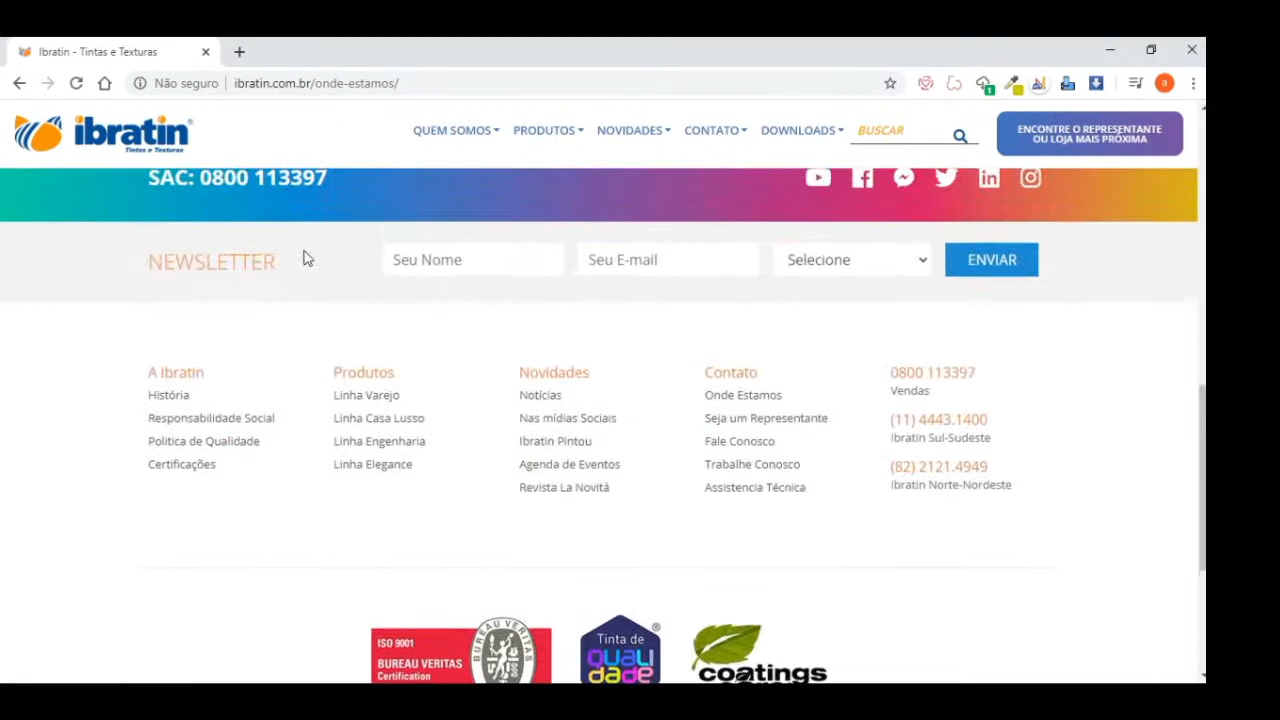 Ibratin - Tintas e Texturas
Não seguro
ibratin.com.br/onde-estamos/
1
a
ibratin
Tintas e Texturas
QUEM SOMOS
PRODUTOS
NOVIDADES
CONTATO
DOWNLOADS
BUSCAR
ENCONTRE O REPRESENTANTE
OU LOJA MAIS PRÓXIMA
SAC: 0800 113397
NEWSLETTER
Seu Nome
Seu E-mail
Selecione
ENVIAR
A Ibratin
História
Responsabilidade Social
Politica de Qualidade
Certificações
Produtos
Linha Varejo
Linha Casa Lusso
Linha Engenharia
Linha Elegance
Novidades
Notícias
Nas mídias Sociais
Ibratin Pintou
Agenda de Eventos
Revista La Novitá
Contato
Onde Estamos
Seja um Representante
Fale Conosco
Trabalhe Conosco
Assistencia Técnica
0800 113397
Vendas
(11) 4443.1400
Ibratin Sul-Sudeste
(82) 2121.4949
Ibratin Norte-Nordeste
ISO 9001
BUREAU VERITAS
Certification
Tinta de
QUALI
DADE
coatings